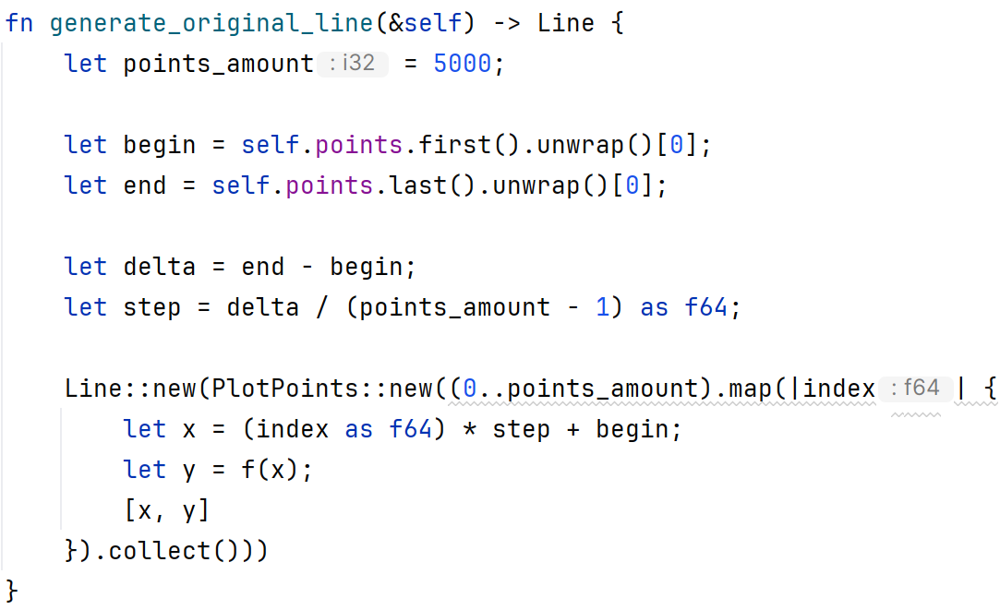 fn generate_original_line(&self) -> Line {
    let points_amount : i32 = 5000;

    let begin = self.points.first().unwrap()[0];
    let end = self.points.last().unwrap()[0];

    let delta = end - begin;
    let step = delta / (points_amount - 1) as f64;

    Line::new(PlotPoints::new((0..points_amount).map(|index : f64 | {
        let x = (index as f64) * step + begin;
        let y = f(x);
        [x, y]
    }).collect()))
}